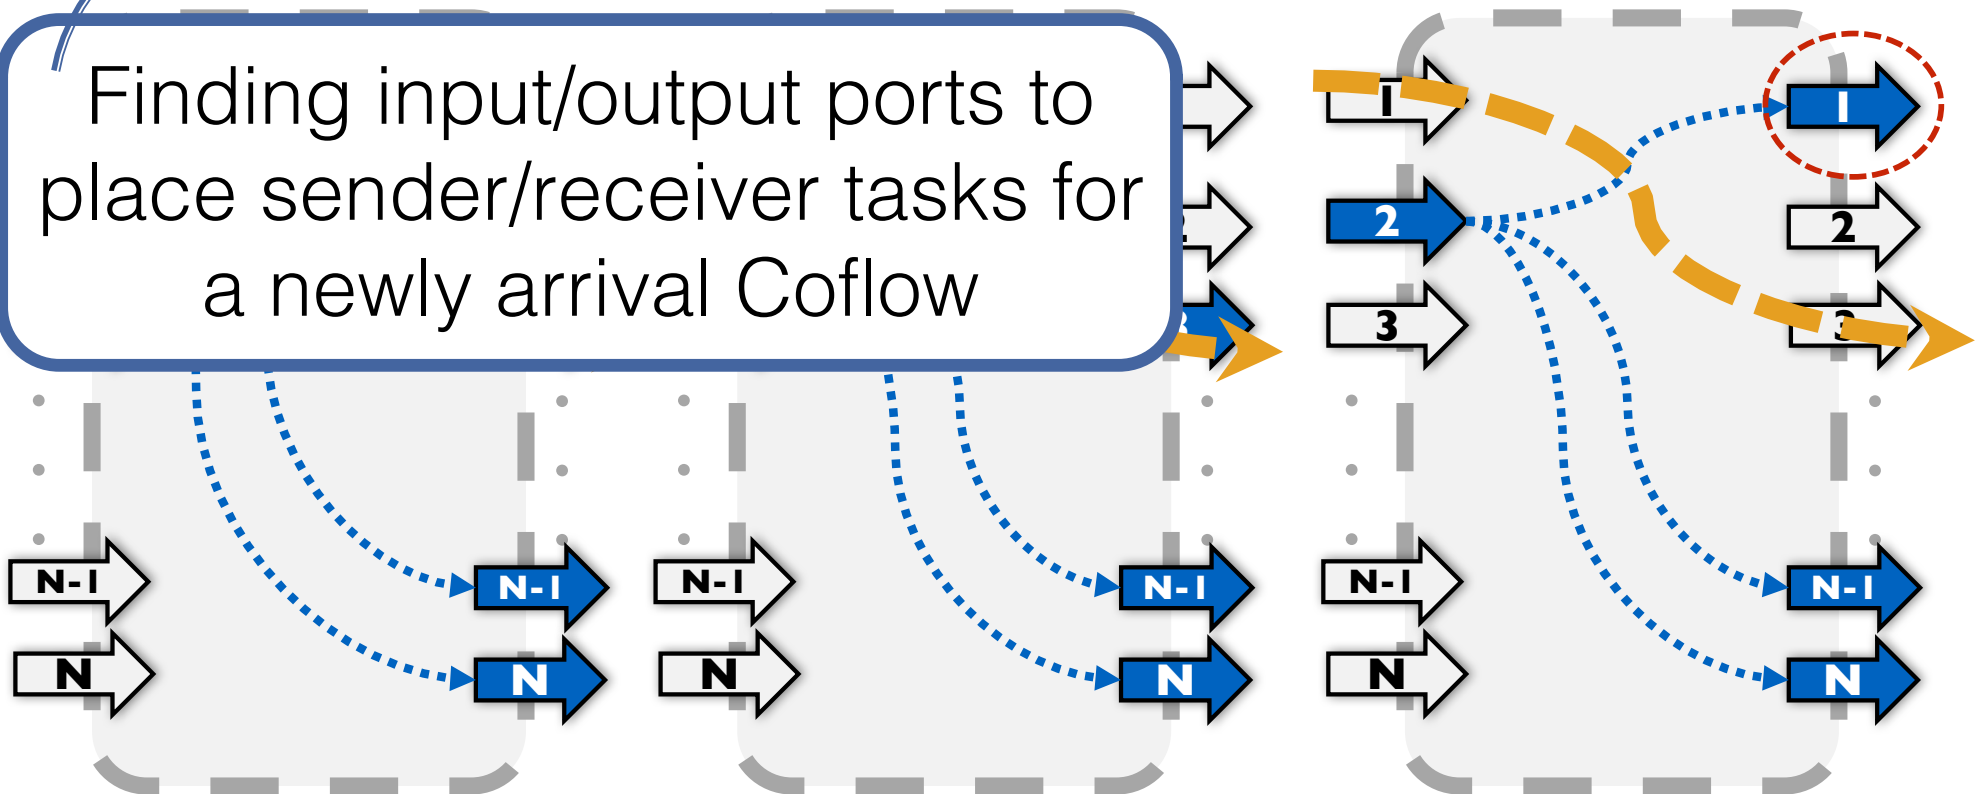 Finding input/output ports to
place sender/receiver tasks for
a newly arrival Coflow
1 1
2 2
3 3
N-1 N-1 N-1 N-1 N-1 N-1
N N N N N N